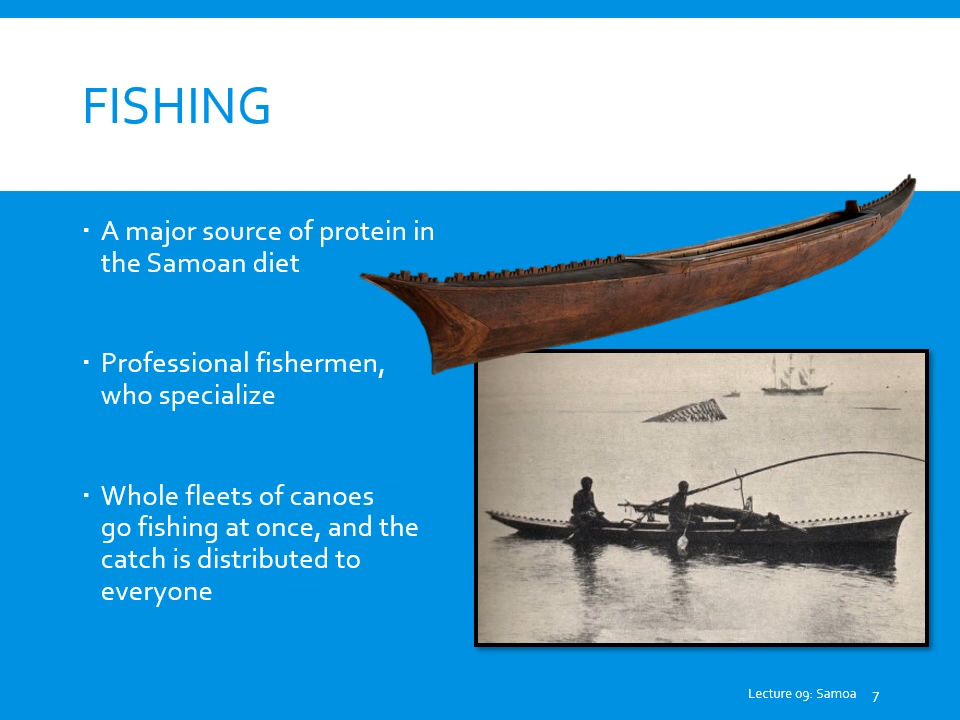 FISHING
▪ A major source of protein in
the Samoan diet
▪ Professional fishermen,
who specialize
▪ Whole fleets of canoes
go fishing at once, and the
catch is distributed to
everyone
Lecture 09: Samoa 7